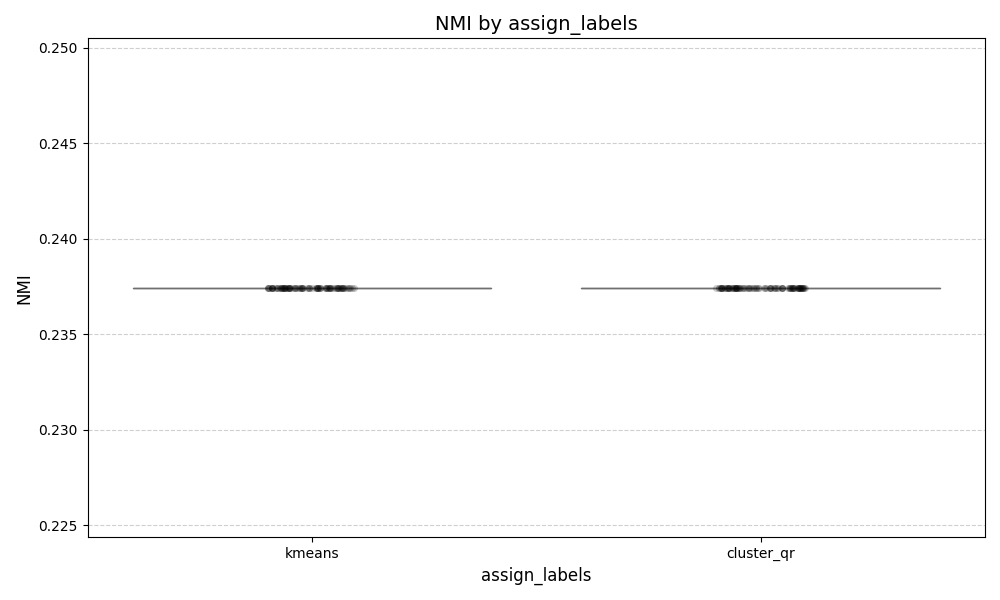 NMI by assign_labels
0.250
0.245
0.240
0.235
0.230
0.225
NMI
kmeans
cluster_qr
assign_labels